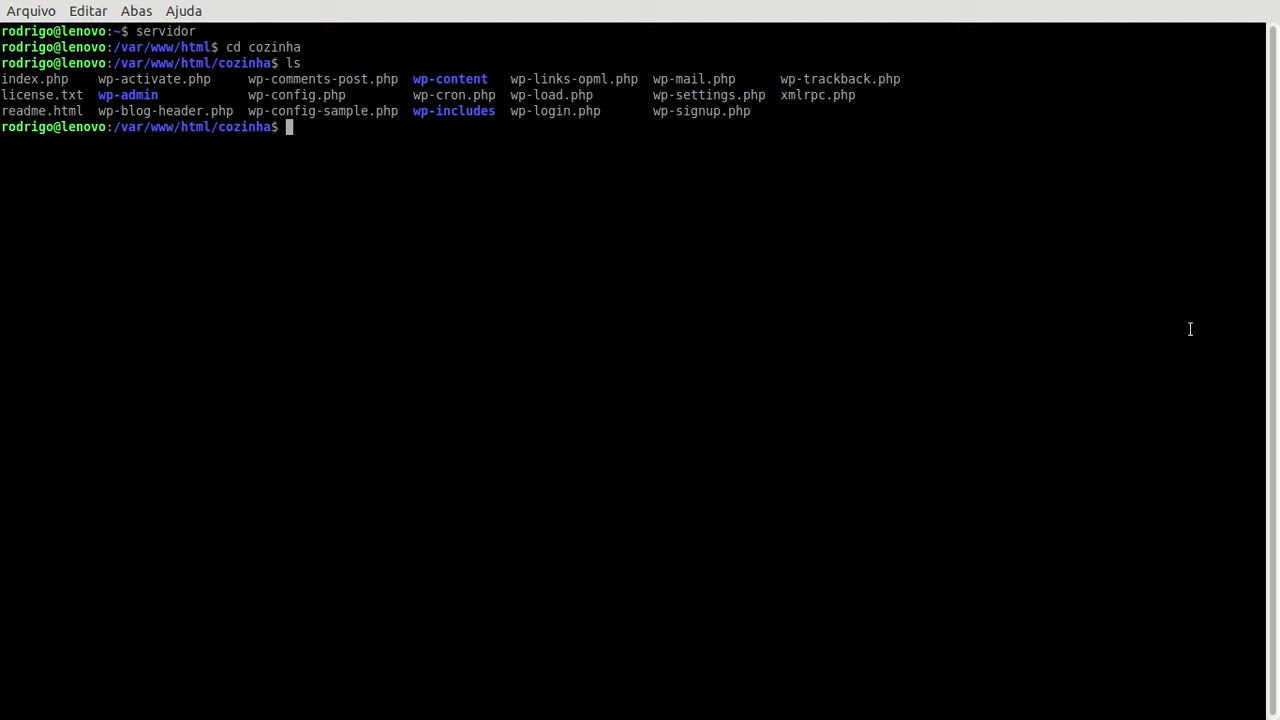 Arquivo Editar Abas Ajuda
rodrigo@lenovo:~$ servidor
rodrigo@lenovo:/var/www/html$ cd cozinha
rodrigo@lenovo:/var/www/html/cozinha$ ls
index.php wp-activate.php wp-comments-post.php wp-content wp-links-opml.php wp-mail.php wp-trackback.php
license.txt wp-admin wp-config.php wp-cron.php wp-load.php wp-settings.php xmlrpc.php
readme.html wp-blog-header.php wp-config-sample.php wp-includes wp-login.php wp-signup.php
rodrigo@lenovo:/var/www/html/cozinha$